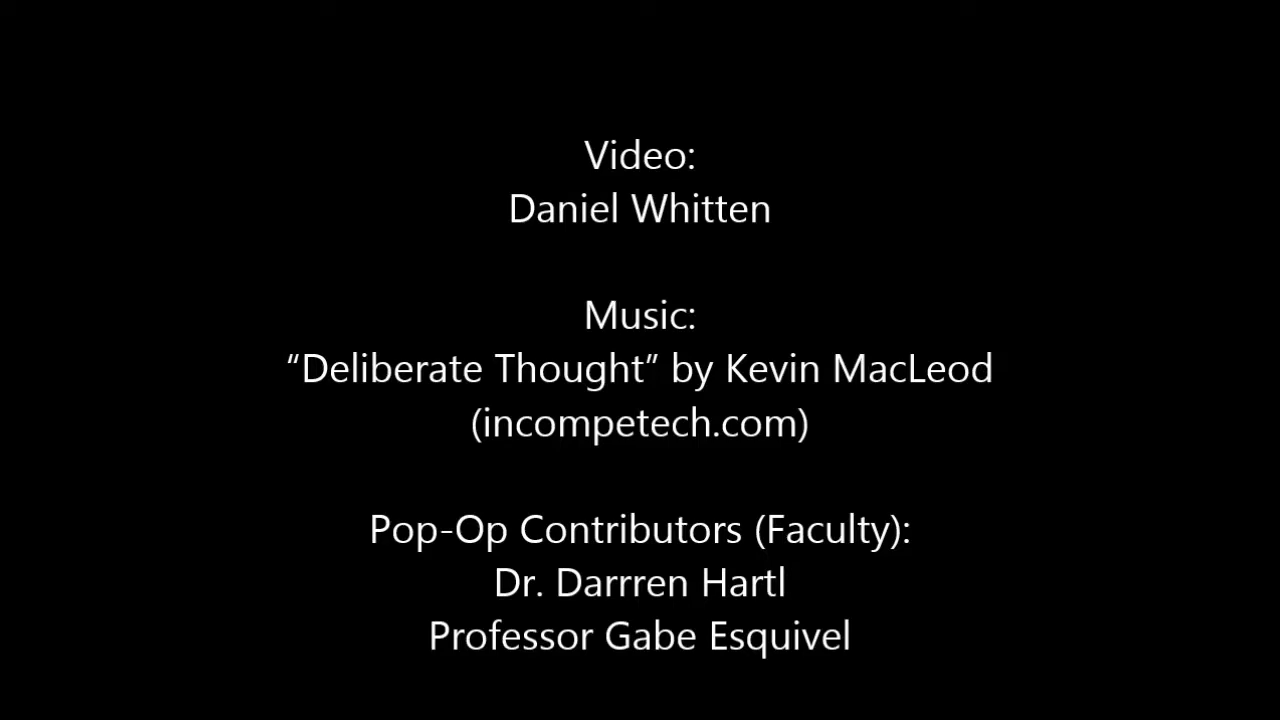 Video:
Daniel Whitten
Music:
“Deliberate Thought” by Kevin MacLeod
(incompetech.com)
Pop-Op Contributors (Faculty):
Dr. Darrren Hartl
Professor Gabe Esquivel